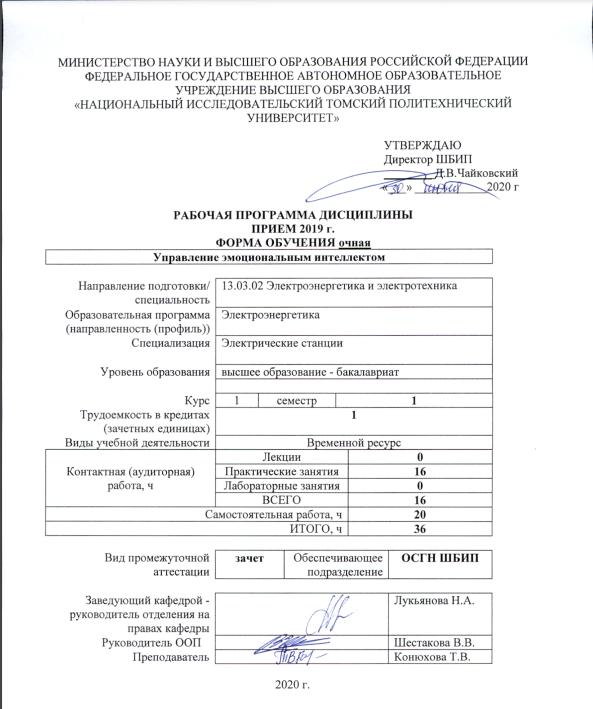 МИНИСТЕРСТВО НАУКИ И ВЫСШЕГО ОБРАЗОВАНИЯ РОССИЙСКОЙ ФЕДЕРАЦИИ
ФЕДЕРАЛЬНОЕ ГОСУДАРСТВЕННОЕ АВТОНОМНОЕ ОБРАЗОВАТЕЛЬНОЕ
УЧРЕЖДЕНИЕ ВЫСШЕГО ОБРАЗОВАНИЯ
«НАЦИОНАЛЬНЫЙ ИССЛЕДОВАТЕЛЬСКИЙ ТОМСКИЙ ПОЛИТЕХНИЧЕСКИЙ
УНИВЕРСИТЕТ»
УТВЕРЖДАЮ
Директор ШБИП
Д.В.Чайковский
«30» 2020 г
РАБОЧАЯ ПРОГРАММА ДИСЦИПЛИНЫ
ПРИЕМ 2019 г.
ФОРМА ОБУЧЕНИЯ очная
Управление эмоциональным интеллектом
Направление подготовки/ 13.03.02 Электроэнергетика и электротехника
специальность
Образовательная программа Электроэнергетика
(направленность (профиль))
Специализация Электрические станции
Уровень образования высшее образование - бакалавриат
Курс 1 семестр 1
Трудоемкость в кредитах 1
(зачетных единицах)
Виды учебной деятельности Временной ресурс
Лекции 0
Контактная (аудиторная) Практические занятия 16
работа, ч Лабораторные занятия 0
ВСЕГО 16
Самостоятельная работа, ч 20
ИТОГО, ч 36
Вид промежуточной зачет Обеспечивающее ОСГН ШБИП
аттестации подразделение
Заведующий кафедрой - Лукьянова Н.А.
руководитель отделения на
правах кафедры
Руководитель ООП Шестакова В.В.
Преподаватель Конюхова Т.В.
2020 г.